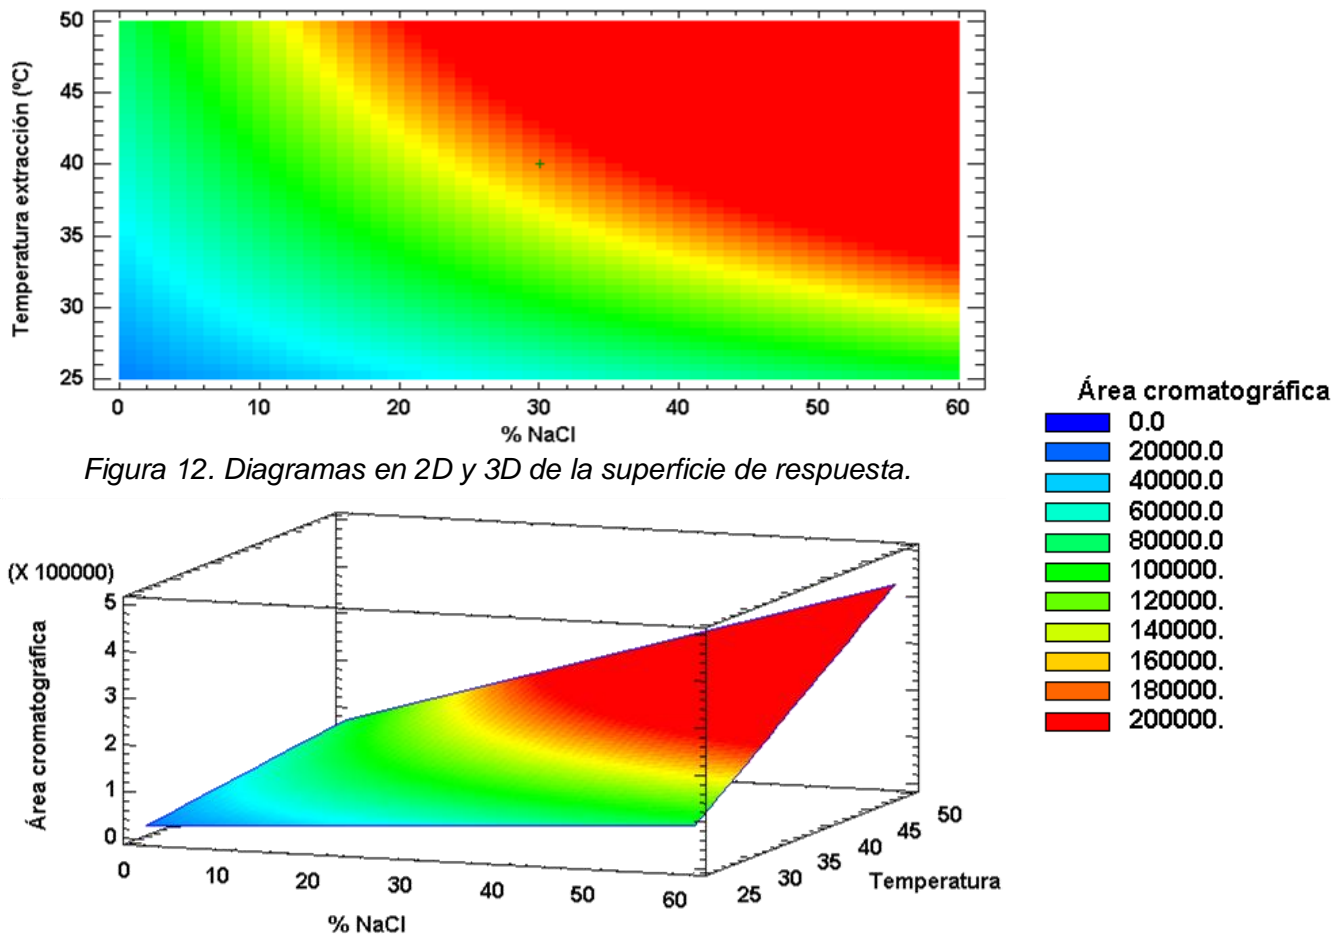 50
45
40
35
30
25
Temperatura extracción (ºC)
0 10 20 30 40 50 60
% NaCl
Figura 12. Diagramas en 2D y 3D de la superficie de respuesta.
Área cromatográfica
0.0
20000.0
40000.0
60000.0
80000.0
100000.
120000.
140000.
160000.
180000.
200000.
(X 100000)
5
4
3
2
1
0
Área cromatográfica
0 10 20 30 40 50 60
% NaCl
25 30 35 40 45 50
Temperatura